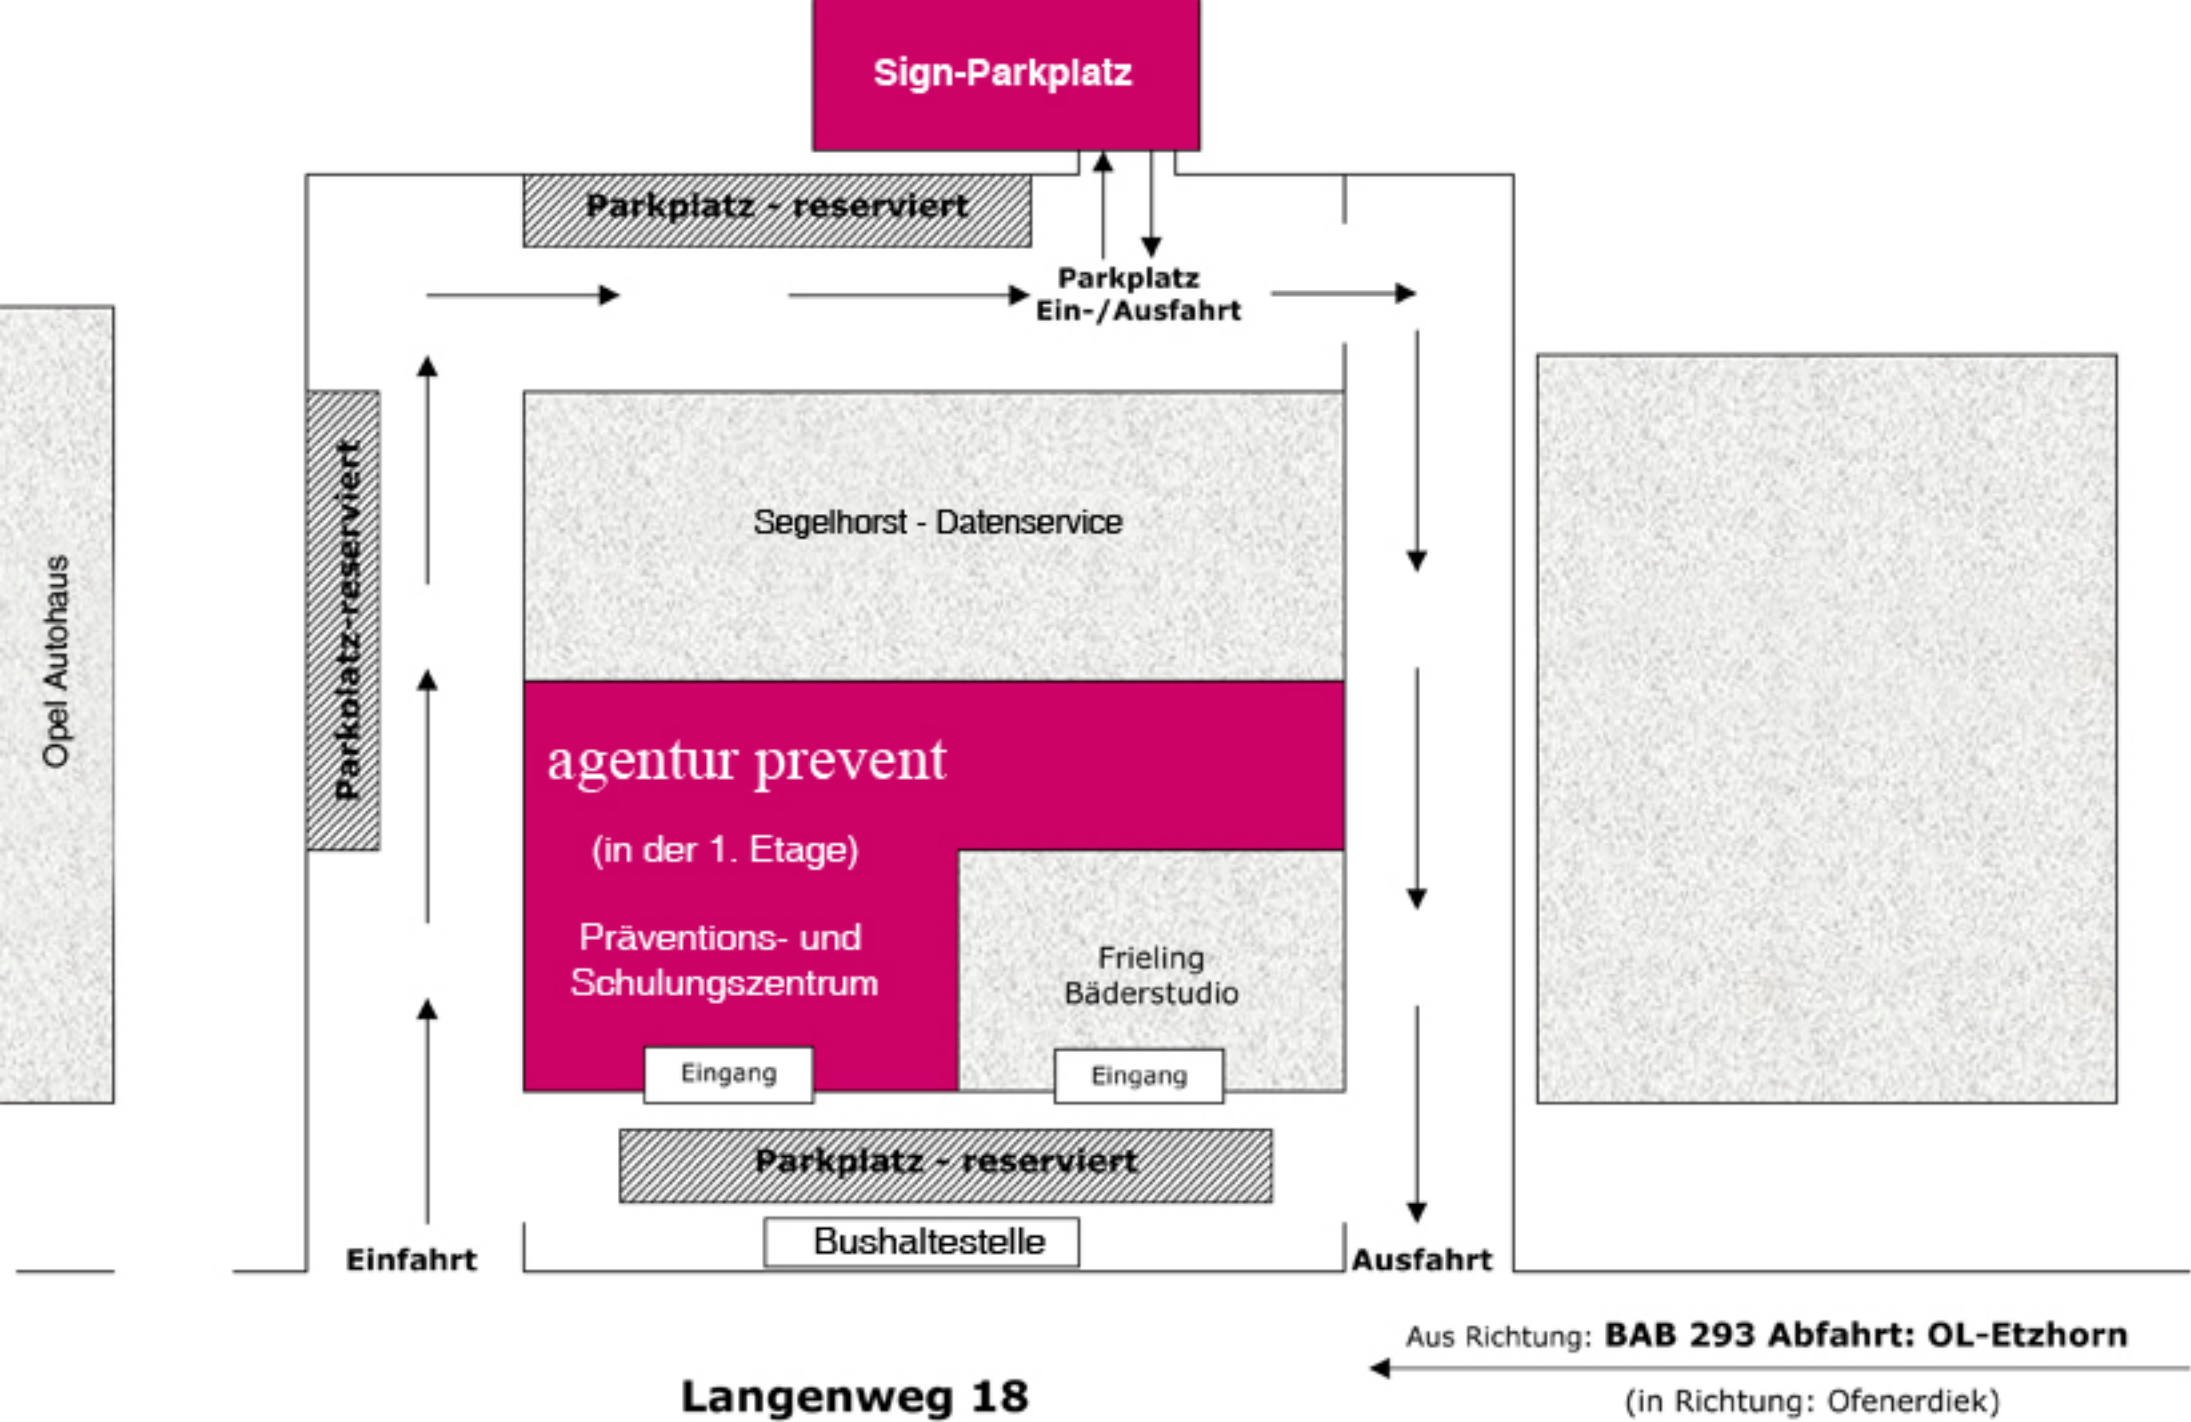 Sign-Parkplatz
Parkplatz - reserviert
Parkplatz
Ein-/Ausfahrt
Opel Autohaus
Parkplatz-reserviert
Segelhorst - Datenservice
agentur prevent
(in der 1. Etage)
Präventions- und
Schulungszentrum
Frieling
Bäderstudio
Eingang
Eingang
Parkplatz - reserviert
Bushaltestelle
Einfahrt
Ausfahrt
Aus Richtung: BAB 293 Abfahrt: OL-Etzhorn
(in Richtung: Ofenerdiek)
Langenweg 18